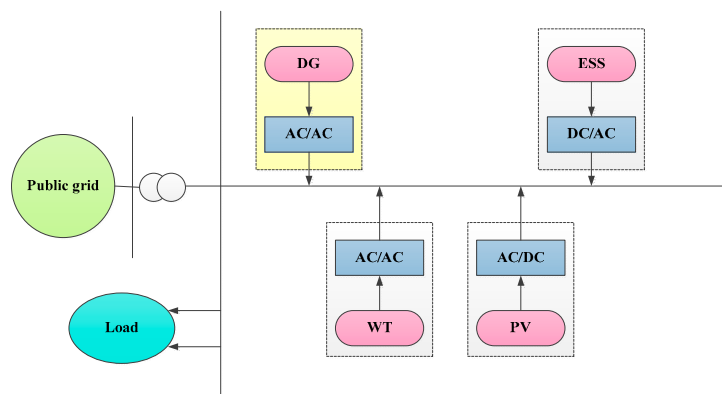 DG
ESS
AC/AC
DC/AC
Public grid
AC/AC
AC/DC
Load
WT
PV